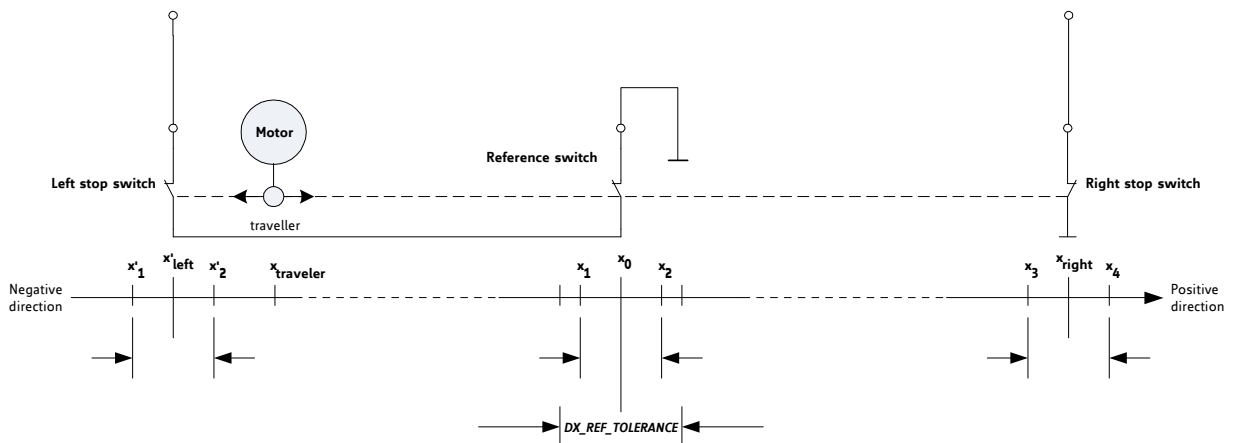 Motor
Reference switch
Left stop switch
Right stop switch
traveller
x'1
x'left
x'2
xtraveler
x1
x0
x2
x3
xright
x4
Negative
direction
Positive
direction
DX_REF_TOLERANCE